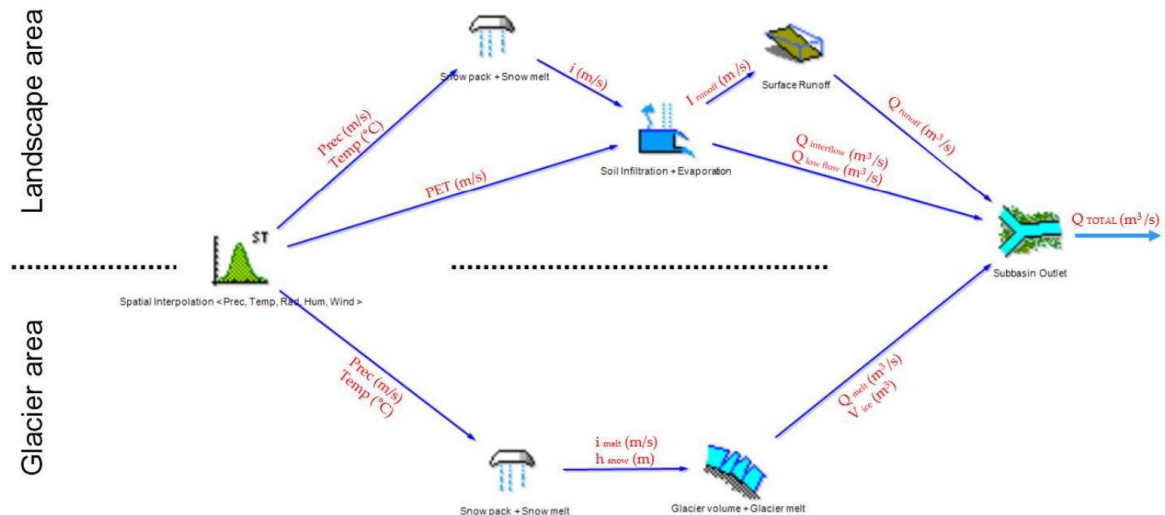 Landscape area
Snow pack + Snow melt
i (m/s)
I runoff (m/s)
Surface Runoff
Q runoff (m³/s)
Prec (m/s)
Temp (°C)
PET (m/s)
Soil Infiltration + Evaporation
Q interflow (m³/s)
Q low flow (m³/s)
ST
Q TOTAL (m³/s)
Subbasin Outlet
Spatial Interpolation < Prec, Temp, Rad, Hum, Wind >
Glacier area
Prec (m/s)
Temp (°C)
Snow pack + Snow melt
i melt (m/s)
h snow (m)
Glacier volume + Glacier melt
Q melt (m³/s)
V ice (m³)